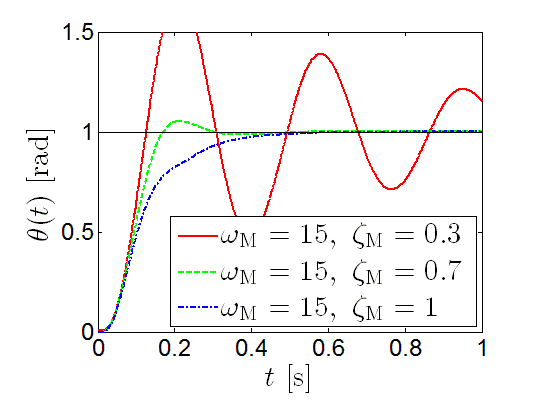 1.5
1
0.5
0
θ(t) [rad]
ω_M = 15, ζ_M = 0.3
ω_M = 15, ζ_M = 0.7
ω_M = 15, ζ_M = 1
0 0.2 0.4 0.6 0.8 1
t [s]